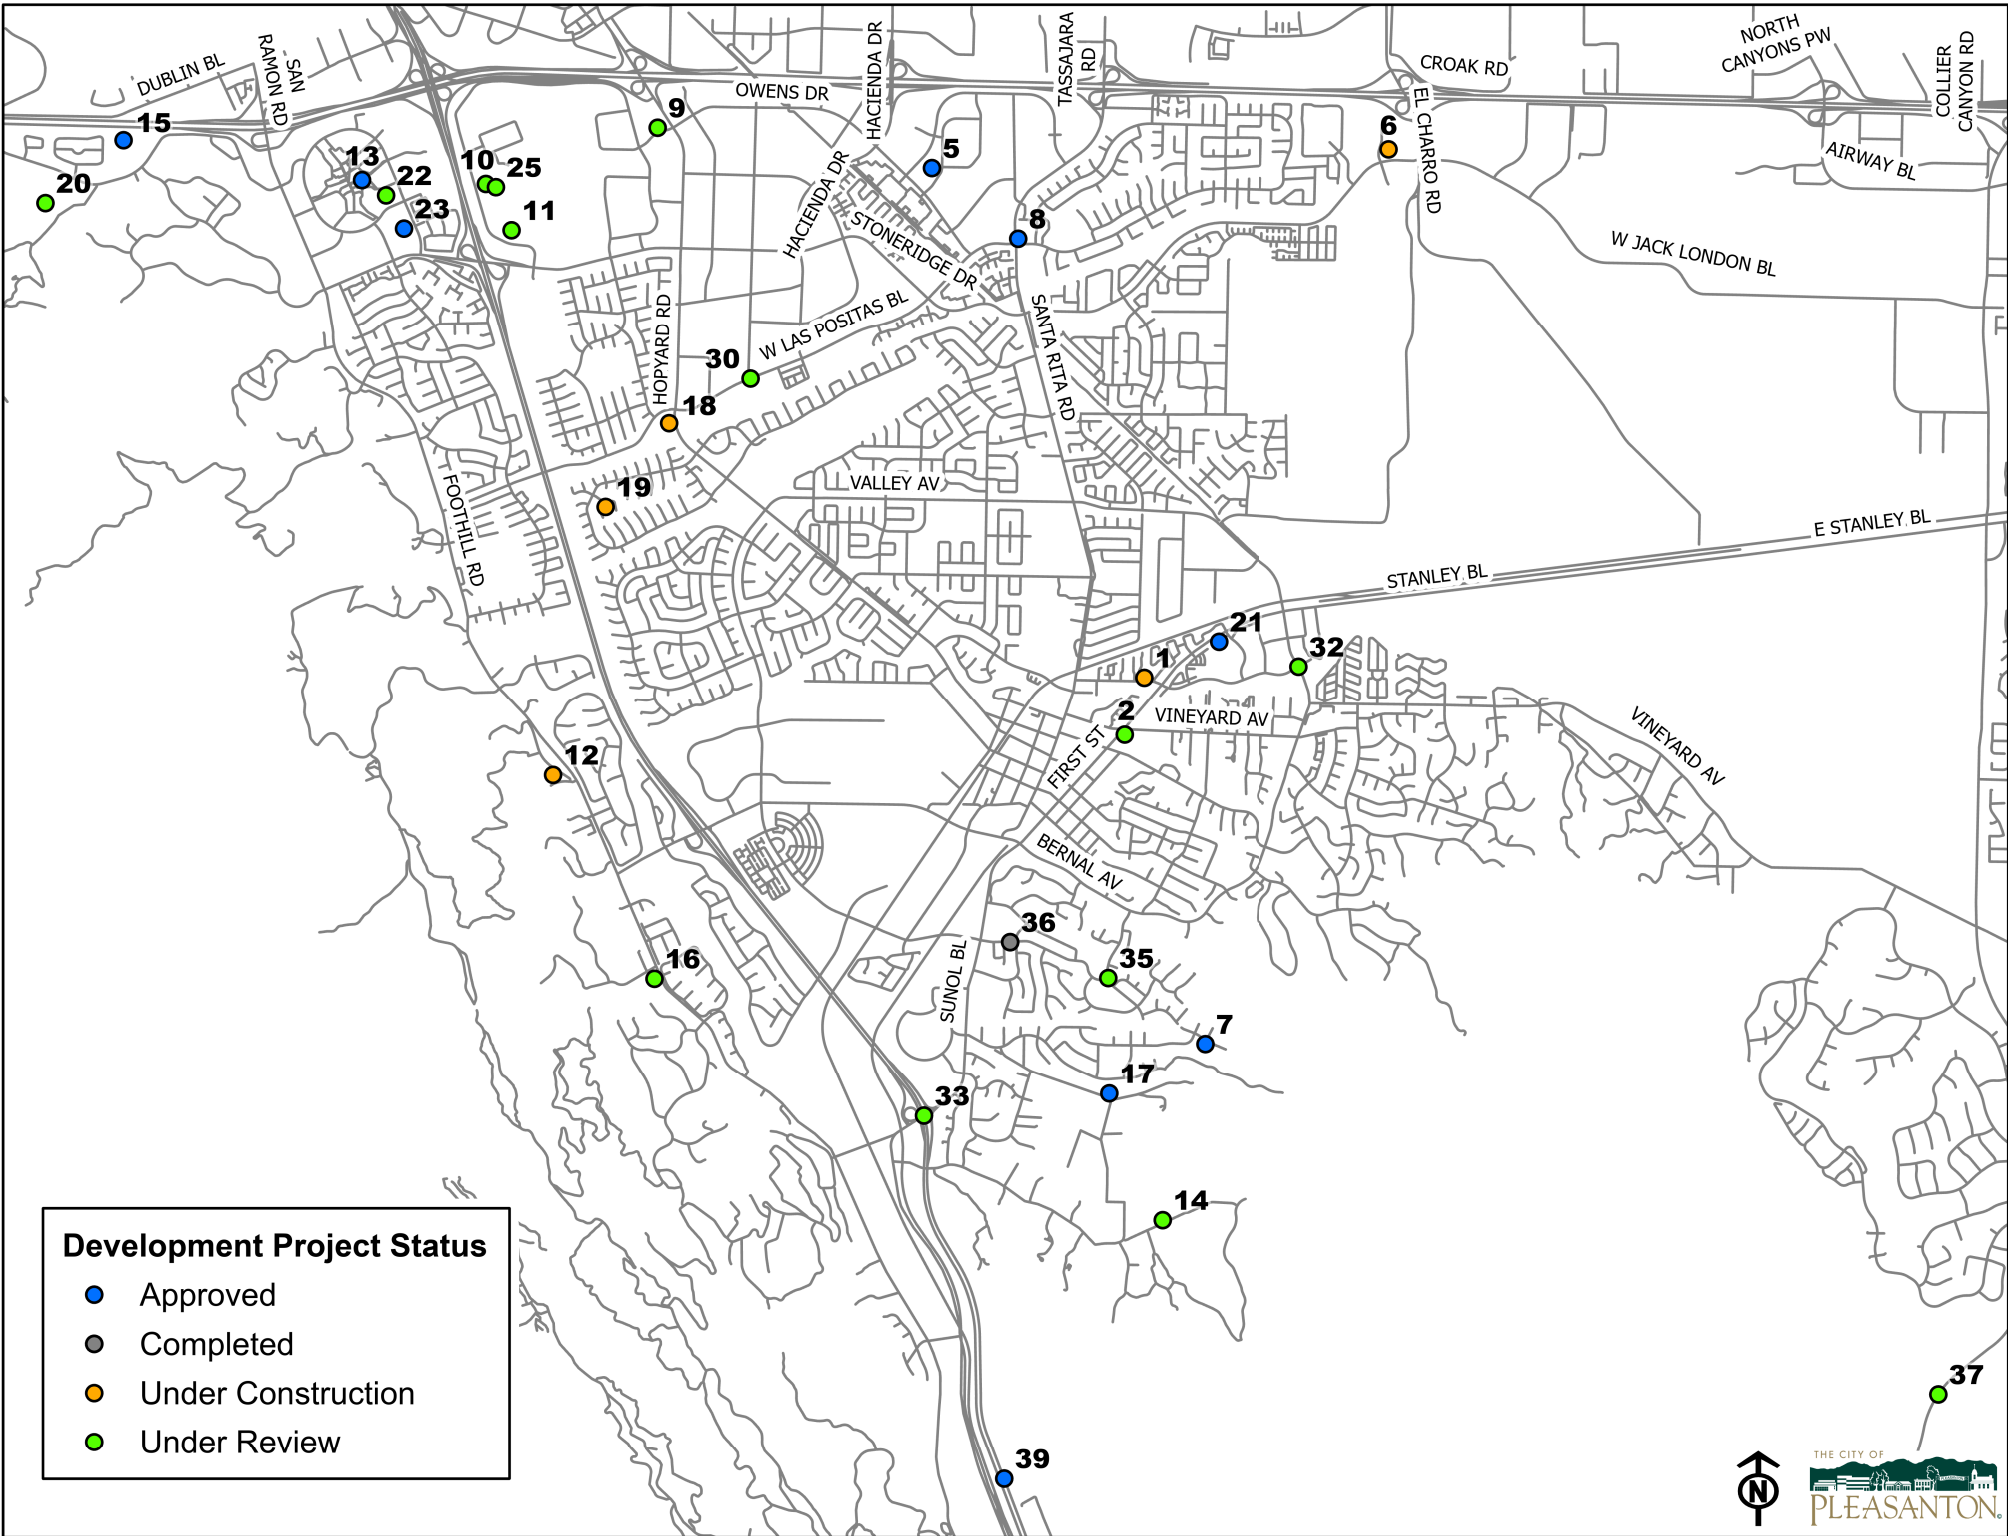 DUBLIN BL
SAN
RAMON RD
OWENS DR
HACIENDA DR
TASSAJARA
RD
CROAK RD
NORTH
CANYONS PW
COLLIER
CANYON RD
EL CHARRO RD
AIRWAY BL
15
20
13
22
23
10
25
11
9
5
8
6
HACIENDA DR
STONERIDGE DR
W JACK LONDON BL
HOPYARD RD
W LAS POSITAS BL
SANTA RITA RD
30
18
19
VALLEY AV
FOOTHILL RD
E STANLEY BL
STANLEY BL
21
32
1
2
VINEYARD AV
VINEYARD AV
FIRST ST
12
BERNAL AV
36
35
16
SUNOL BL
7
17
33
14
37
39
Development Project Status
Approved
Completed
Under Construction
Under Review
N
THE CITY OF
PLEASANTON